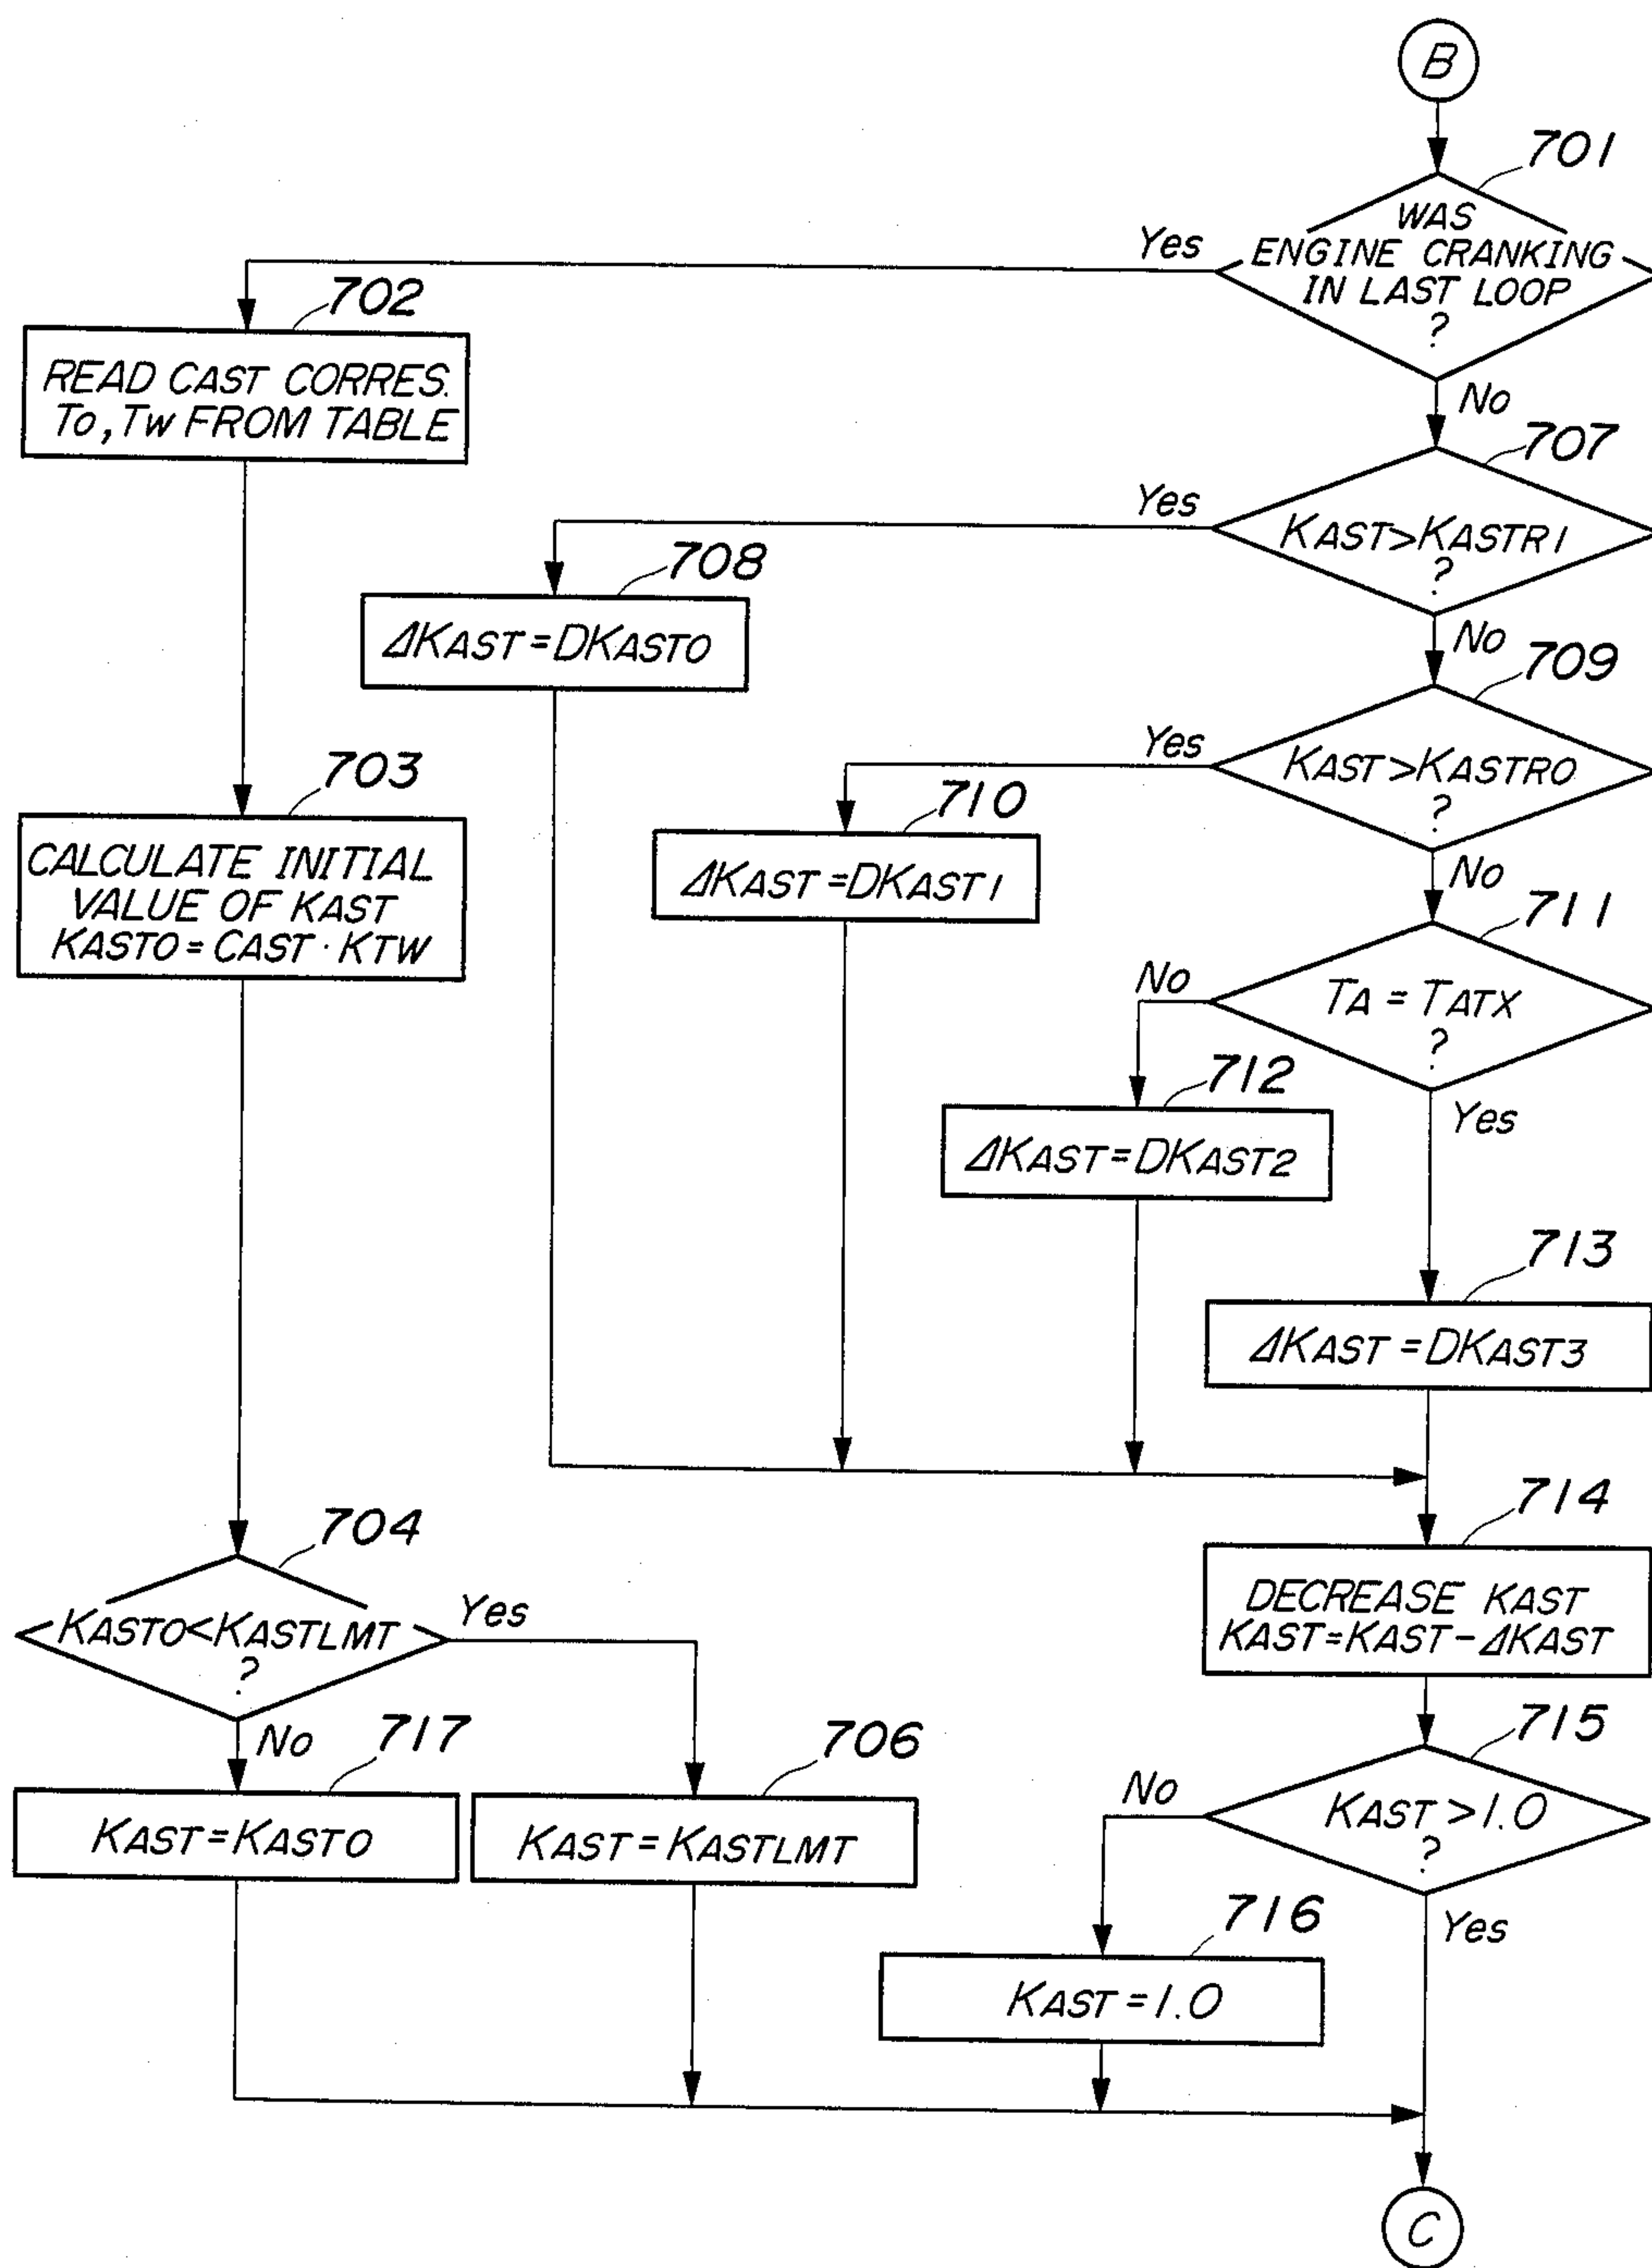 B
701
WAS
ENGINE CRANKING
IN LAST LOOP
?
Yes
No
702
READ CAST CORRES.
To, Tw FROM TABLE
707
KAST>KASTR1
?
Yes
No
708
ΔKAST=DKAST0
709
KAST>KASTR0
?
Yes
No
703
CALCULATE INITIAL
VALUE OF KAST
KAST0=CAST·KTW
710
ΔKAST=DKAST1
711
TA=TATX
?
No
Yes
712
ΔKAST=DKAST2
713
ΔKAST=DKAST3
704
KAST0<KASTLMT
?
Yes
No
714
DECREASE KAST
KAST=KAST-ΔKAST
717
KAST=KAST0
706
KAST=KASTLMT
715
KAST>1.0
?
No
Yes
716
KAST=1.0
C